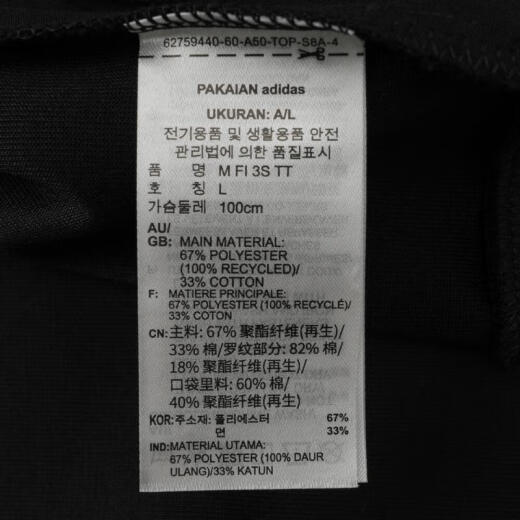 62759440-60-A50-TOP-S8A-4
PAKAIAN adidas
UKURAN: A/L
전기용품 및 생활용품 안전
관리법에 의한 품질표시
품 명 M FI 3S TT
호 칭 L
가슴둘레 100cm
AU/
GB: MAIN MATERIAL:
67% POLYESTER
(100% RECYCLED)/
33% COTTON
F: MATIERE PRINCIPALE:
67% POLYESTER (100% RECYCLÉ)/
33% COTON
CN: 主料: 67% 聚酯纤维(再生)/
33% 棉/罗纹部分: 82% 棉/
18% 聚酯纤维(再生)/
口袋里料: 60% 棉/
40% 聚酯纤维(再生)
KOR: 주소재: 폴리에스터 67%
면 33%
IND: MATERIAL UTAMA:
67% POLYESTER (100% DAUR
ULANG)/33% KATUN